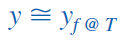 y ≅ y_{f @ T}